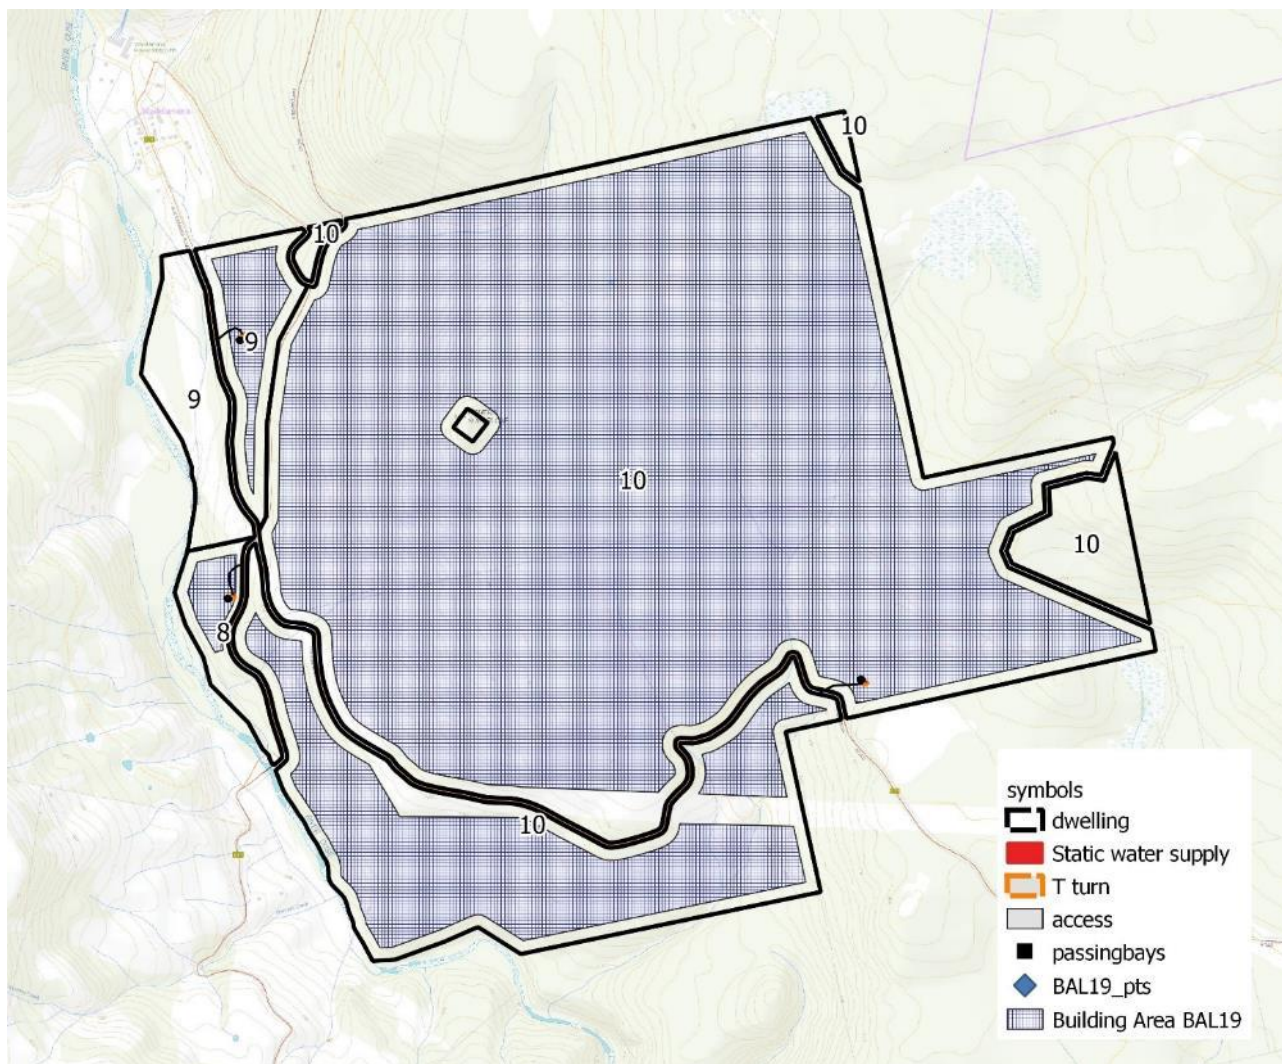 10
10
9
9
10
10
8
10
symbols
dwelling
Static water supply
T turn
access
passingbays
BAL19_pts
Building Area BAL19